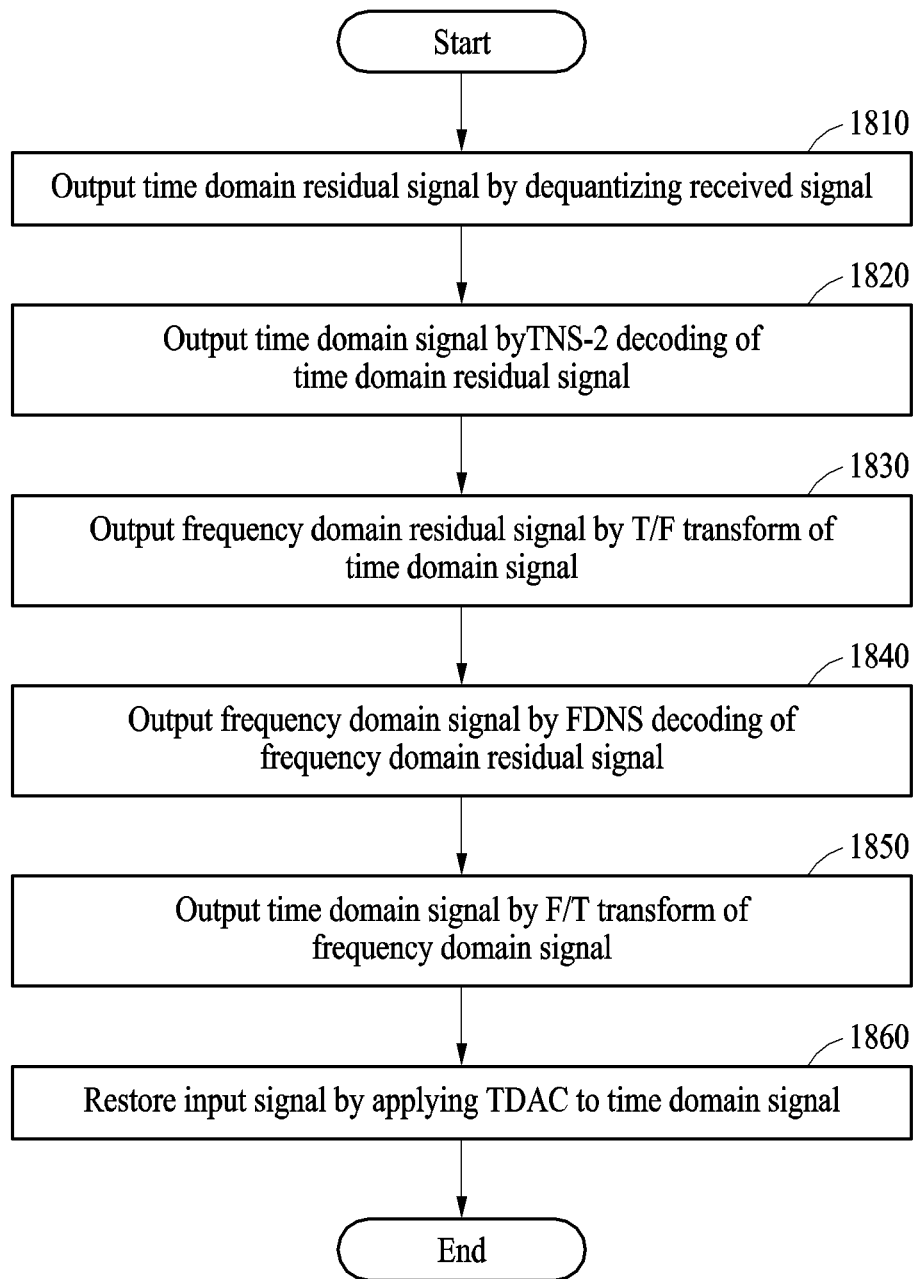 Start
1810
Output time domain residual signal by dequantizing received signal
1820
Output time domain signal byTNS-2 decoding of
time domain residual signal
1830
Output frequency domain residual signal by T/F transform of
time domain signal
1840
Output frequency domain signal by FDNS decoding of
frequency domain residual signal
1850
Output time domain signal by F/T transform of
frequency domain signal
1860
Restore input signal by applying TDAC to time domain signal
End